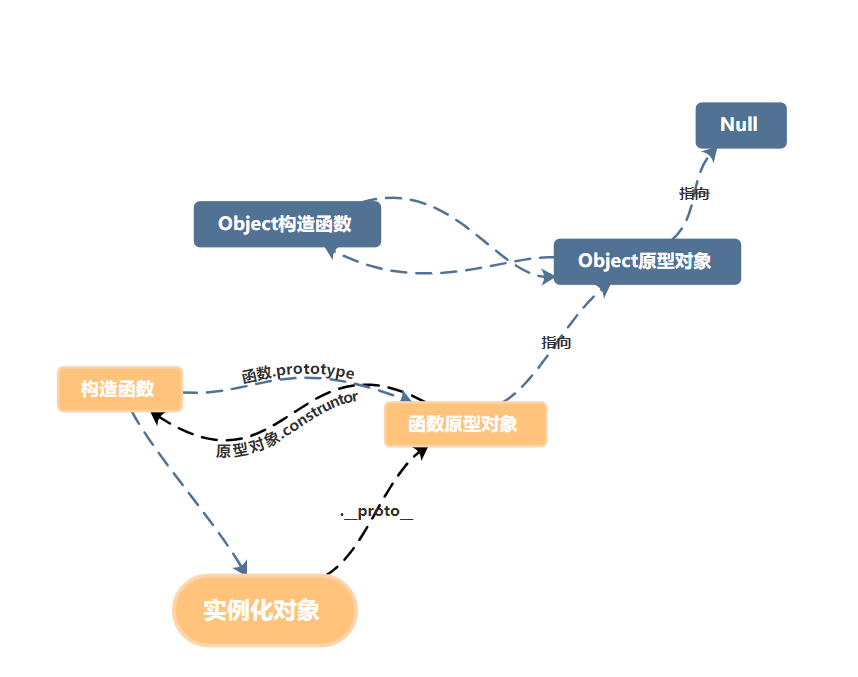 Null
指向
Object构造函数
Object原型对象
指向
函数.prototype
构造函数
原型对象.construntor
函数原型对象
.__proto__
实例化对象